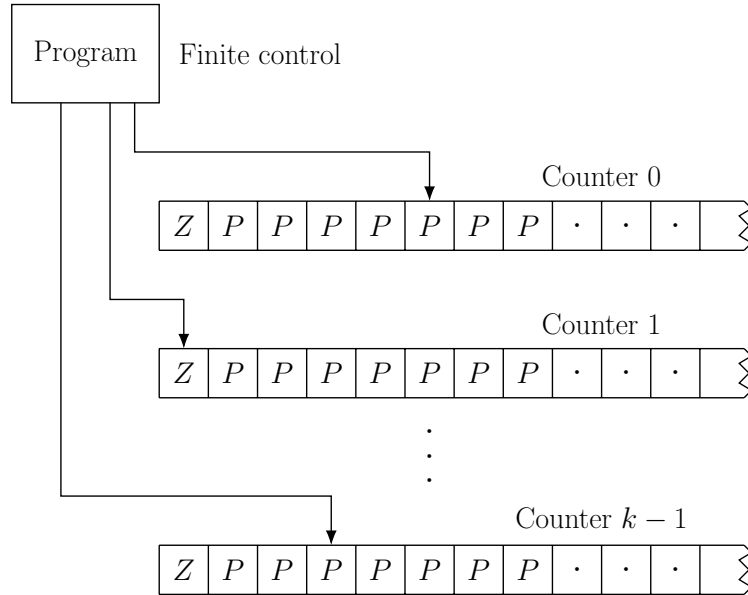 Program
Finite control
Counter 0
Z P P P P P P P · · ·
Counter 1
Z P P P P P P P · · ·
Counter k − 1
Z P P P P P P P · · ·